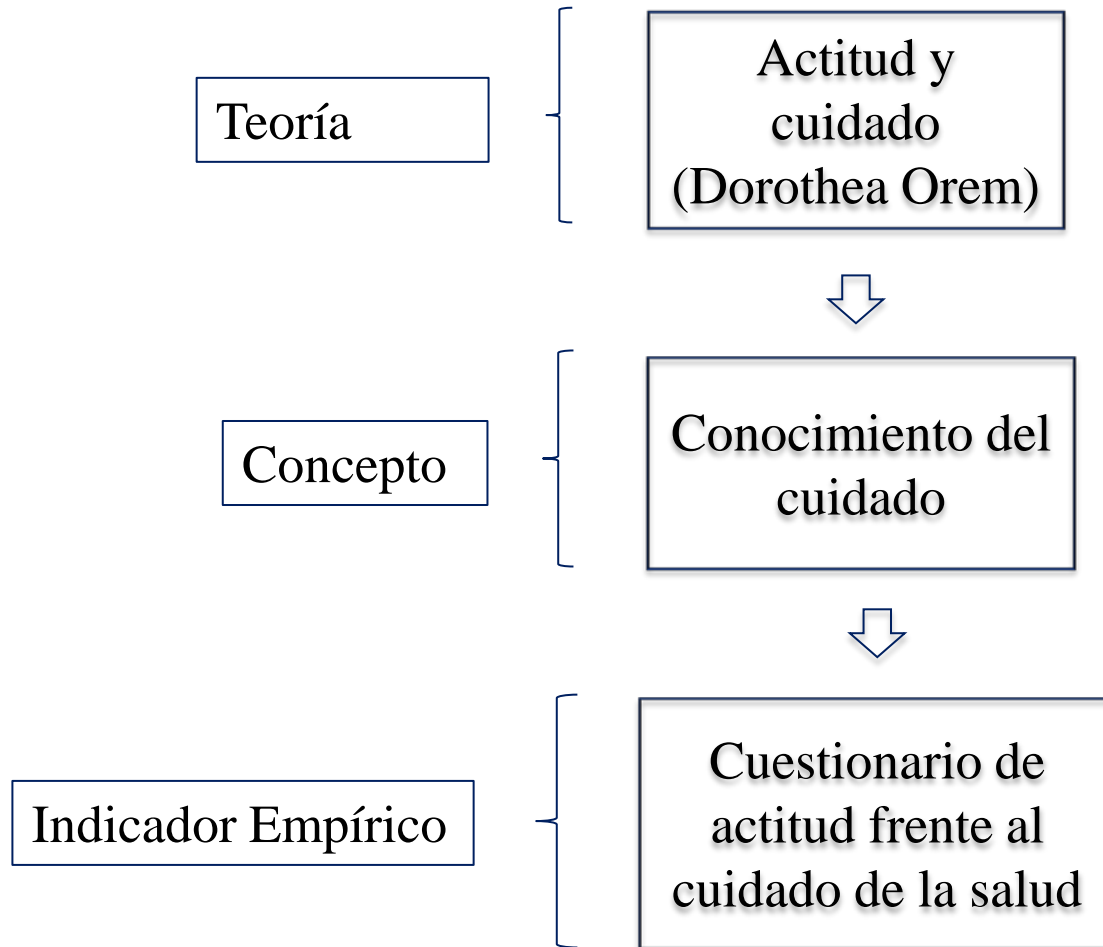 Teoría
Actitud y
cuidado
(Dorothea Orem)
Concepto
Conocimiento del
cuidado
Indicador Empírico
Cuestionario de
actitud frente al
cuidado de la salud